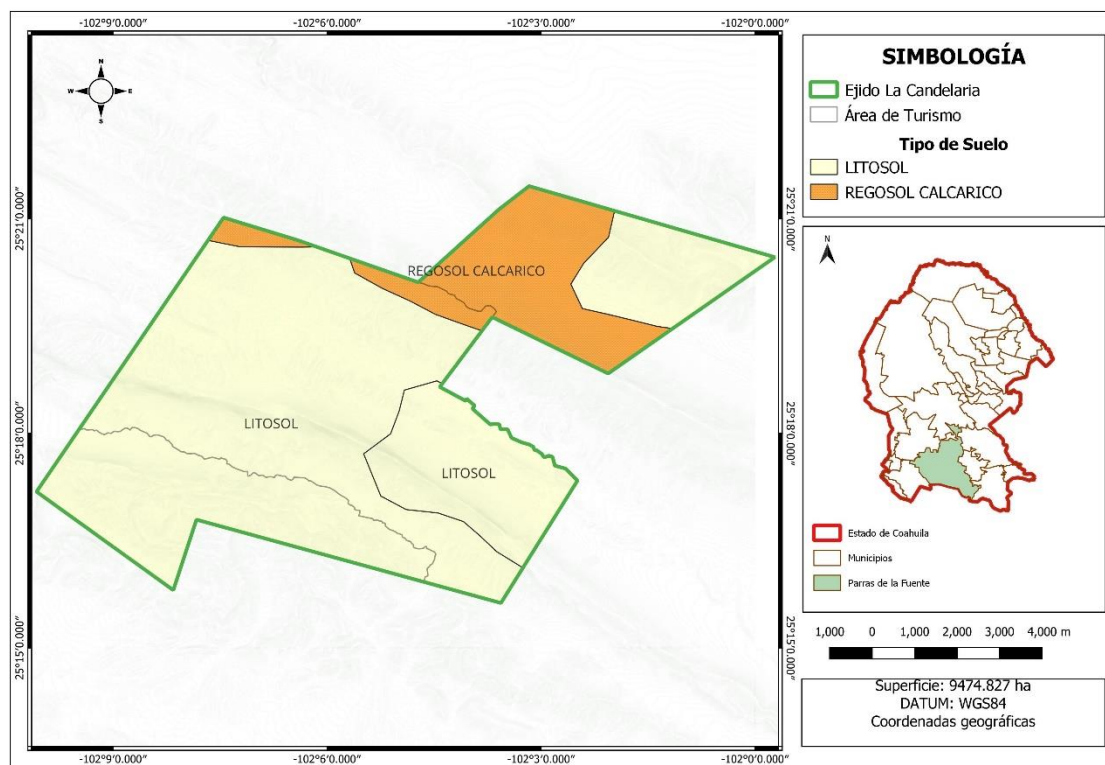 -102°9'0.000"
-102°6'0.000"
-102°3'0.000"
-102°0'0.000"
N
W
E
S
25°21'0.000"
25°18'0.000"
25°15'0.000"
REGOSOL CALCARICO
LITOSOL
LITOSOL
25°21'0.000"
25°18'0.000"
25°15'0.000"
-102°9'0.000"
-102°6'0.000"
-102°3'0.000"
-102°0'0.000"
SIMBOLOGÍA
Ejido La Candelaria
Área de Turismo
Tipo de Suelo
LITOSOL
REGOSOL CALCARICO
N
Estado de Coahuila
Municipios
Parras de la Fuente
1,000 0 1,000 2,000 3,000 4,000 m
Superficie: 9474.827 ha
DATUM: WGS84
Coordenadas geográficas